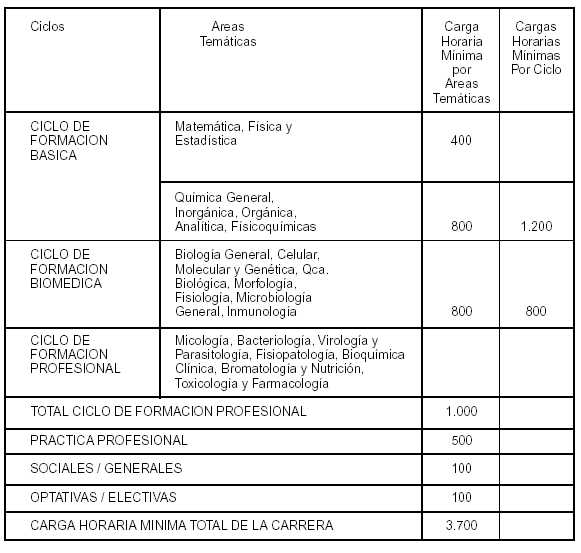 Ciclos
Areas
Temáticas
Carga
Horaria
Mínima
por
Areas
Temáticas
Cargas
Horarias
Mínimas
Por Ciclo
CICLO DE
FORMACION
BASICA
Matemática, Física y
Estadística
400
Química General,
Inorgánica, Orgánica,
Analítica, Fisicoquímicas
800
1.200
CICLO DE
FORMACION
BIOMEDICA
Biología General, Celular,
Molecular y Genética, Qca.
Biológica, Morfología,
Fisiología, Microbiología
General, Inmunología
800
800
CICLO DE
FORMACION
PROFESIONAL
Micología, Bacteriología, Virología y
Parasitología, Fisiopatología, Bioquímica
Clínica, Bromatología y Nutrición,
Toxicología y Farmacología
TOTAL CICLO DE FORMACION PROFESIONAL 1.000
PRACTICA PROFESIONAL 500
SOCIALES / GENERALES 100
OPTATIVAS / ELECTIVAS 100
CARGA HORARIA MINIMA TOTAL DE LA CARRERA 3.700